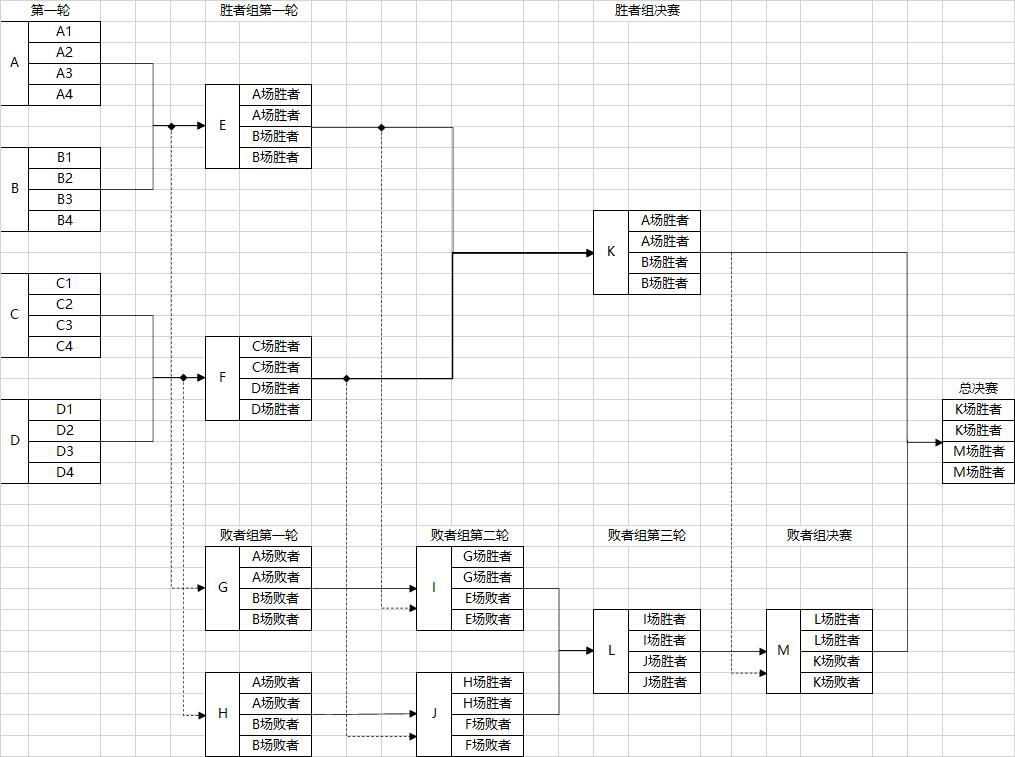 第一轮
胜者组第一轮
胜者组决赛
A
A1
A2
A3
A4
B
B1
B2
B3
B4
C
C1
C2
C3
C4
D
D1
D2
D3
D4
E
A场胜者
A场胜者
B场胜者
B场胜者
F
C场胜者
C场胜者
D场胜者
D场胜者
K
A场胜者
A场胜者
B场胜者
B场胜者
总决赛
K场胜者
K场胜者
M场胜者
M场胜者
败者组第一轮
败者组第二轮
败者组第三轮
败者组决赛
G
A场败者
A场败者
B场败者
B场败者
H
A场败者
A场败者
B场败者
B场败者
I
G场胜者
G场胜者
E场败者
E场败者
J
H场胜者
H场胜者
F场败者
F场败者
L
I场胜者
I场胜者
J场胜者
J场胜者
M
L场胜者
L场胜者
K场败者
K场败者